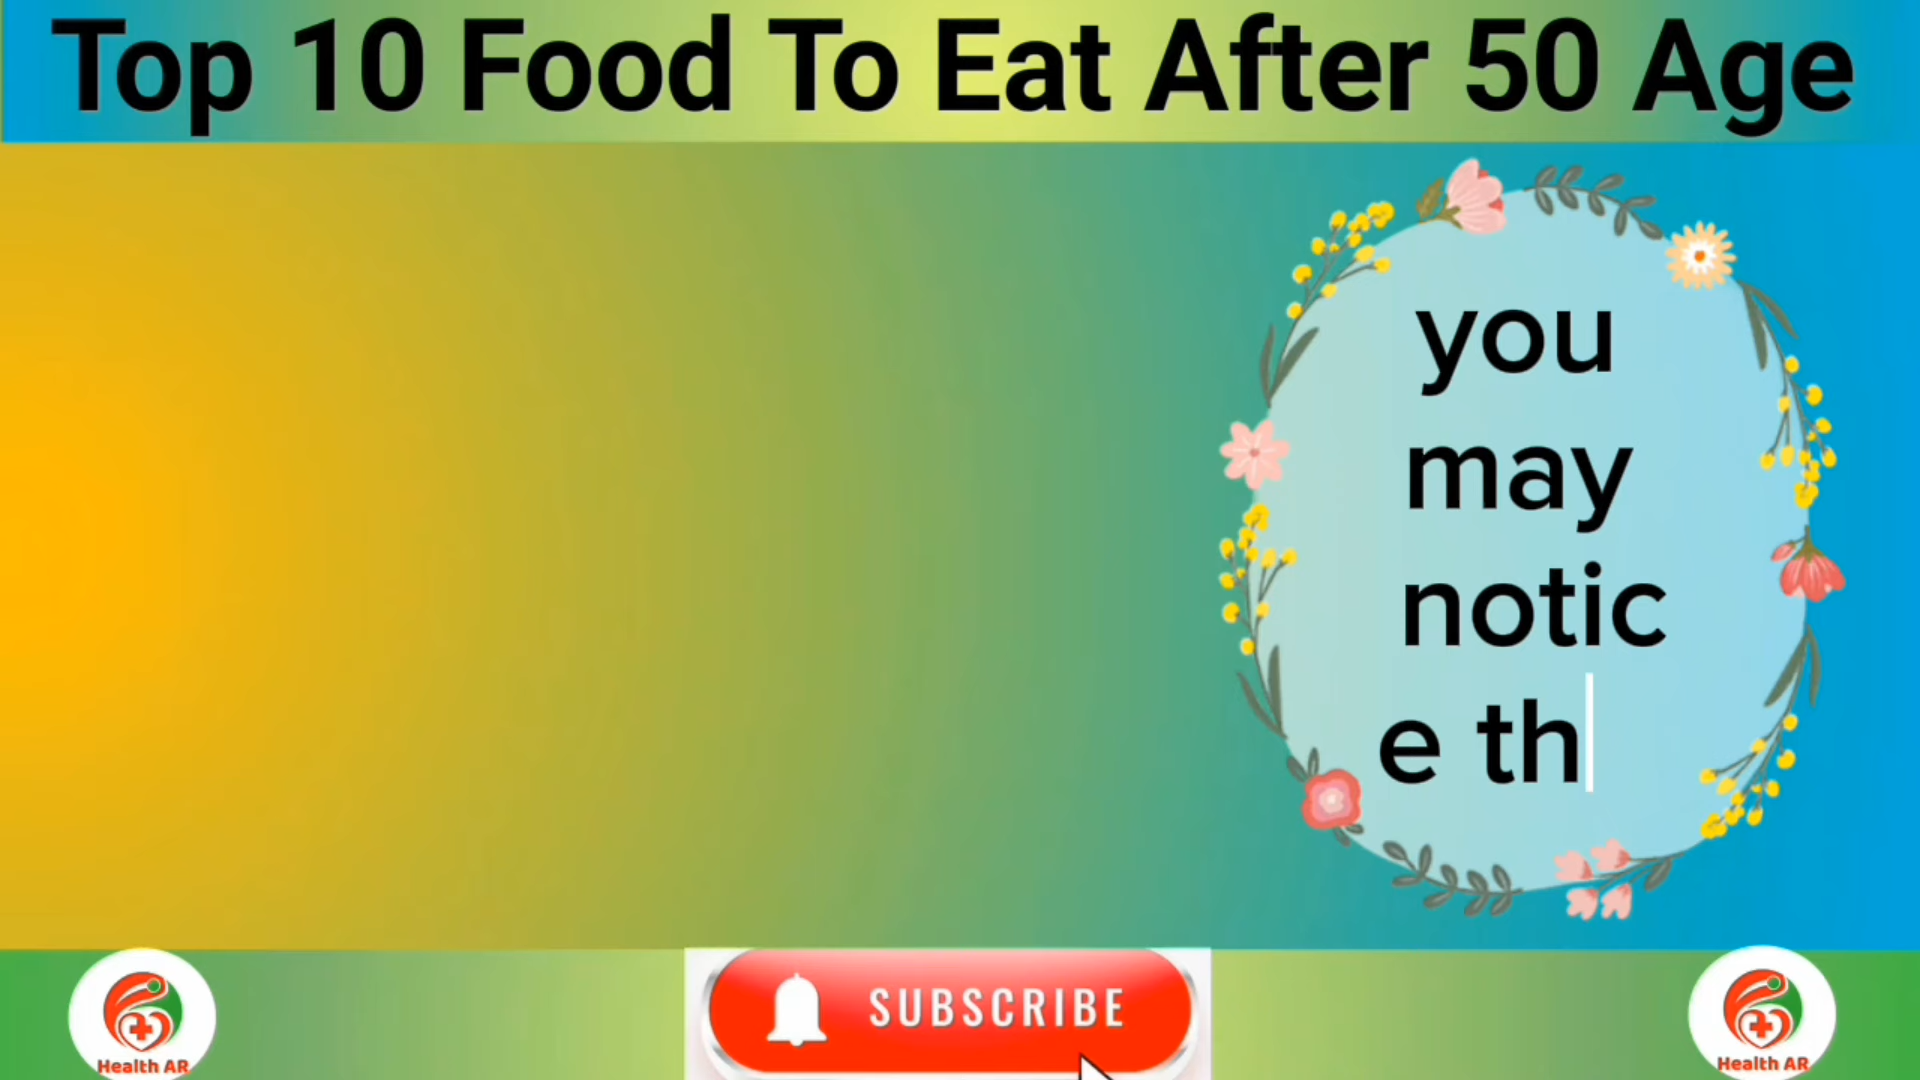 Top 10 Food To Eat After 50 Age
you
may
notic
e th
SUBSCRIBE
Health AR
Health AR